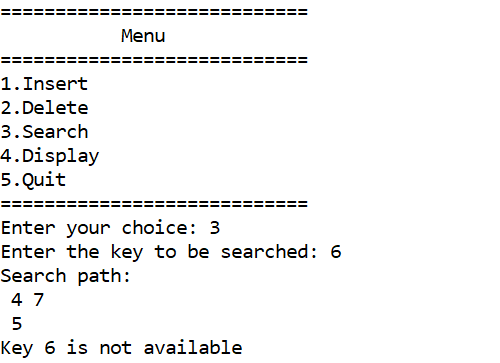 ============================
Menu
============================
1.Insert
2.Delete
3.Search
4.Display
5.Quit
============================
Enter your choice: 3
Enter the key to be searched: 6
Search path:
4 7
5
Key 6 is not available